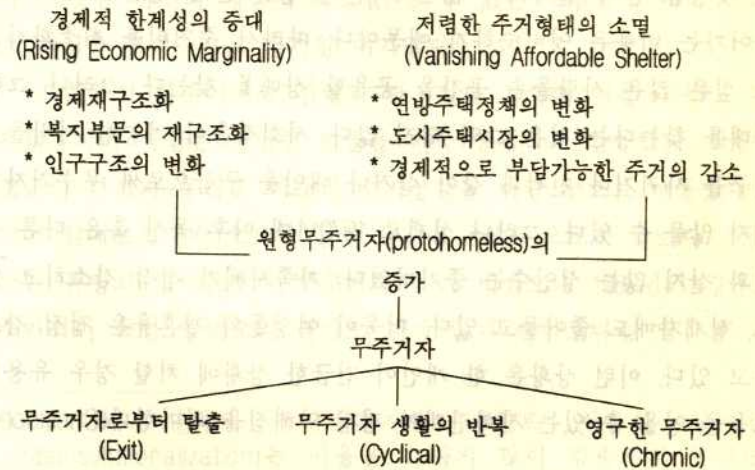 경제적 한계성의 증대
(Rising Economic Marginality)
* 경제재구조화
* 복지부문의 재구조화
* 인구구조의 변화
저렴한 주거형태의 소멸
(Vanishing Affordable Shelter)
* 연방주택정책의 변화
* 도시주택시장의 변화
* 경제적으로 부담가능한 주거의 감소
원형무주거자(protohomeless)의
증가
무주거자
무주거자로부터 탈출
(Exit)
무주거자 생활의 반복
(Cyclical)
영구한 무주거자
(Chronic)